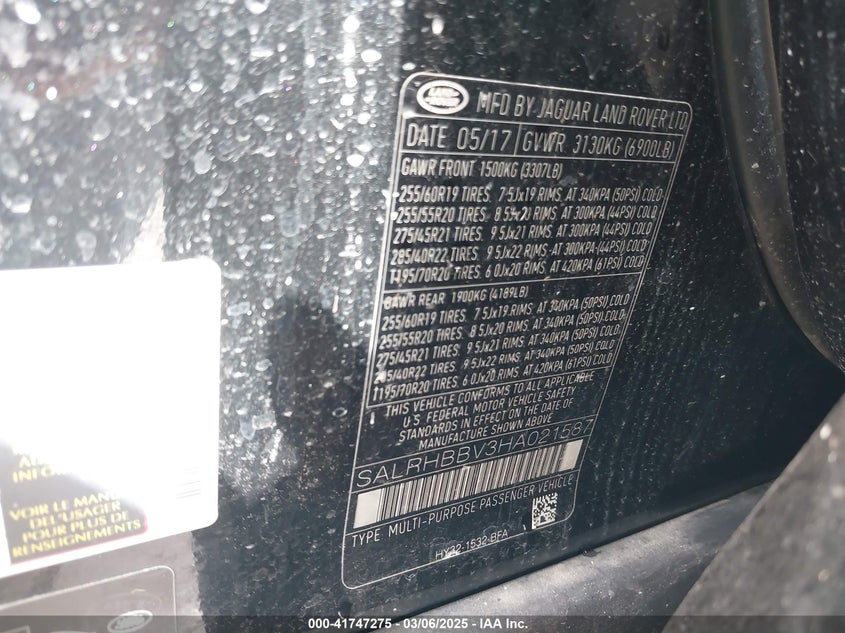 LAND ROVER
MFD BY JAGUAR LAND ROVER LTD
DATE 05/17 GVWR 3130KG (6900LB)
GAWR FRONT 1500KG (3307LB)
255/60R19 TIRES. 7.5Jx19 RIMS. AT 340KPA (50PSI) COLD
255/55R20 TIRES. 8.5Jx20 RIMS. AT 300KPA (44PSI) COLD
275/45R21 TIRES. 9.5Jx21 RIMS. AT 300KPA (44PSI) COLD
285/40R22 TIRES. 9.5Jx22 RIMS. AT 300KPA (44PSI) COLD
T195/70R20 TIRES. 6.0Jx20 RIMS. AT 420KPA (61PSI) COLD
GAWR REAR 1900KG (4189LB)
255/60R19 TIRES. 7.5Jx19 RIMS. AT 340KPA (50PSI) COLD
255/55R20 TIRES. 8.5Jx20 RIMS. AT 340KPA (50PSI) COLD
275/45R21 TIRES. 9.5Jx21 RIMS. AT 340KPA (50PSI) COLD
285/40R22 TIRES. 9.5Jx22 RIMS. AT 340KPA (50PSI) COLD
T195/70R20 TIRES. 6.0Jx20 RIMS. AT 420KPA (61PSI) COLD
THIS VEHICLE CONFORMS TO ALL APPLICABLE
U.S. FEDERAL MOTOR VEHICLE SAFETY
STANDARDS IN EFFECT ON THE DATE OF
MANUFACTURE SHOWN ABOVE
SALRHBBV3HA021587
TYPE MULTI-PURPOSE PASSENGER VEHICLE
HY32-1532-BFA
VOIR LE
DEL'USAGER
POUR PLUS DE
RENSEIGNEMENTS
000-41747275 - 03/06/2025 - IAA Inc.